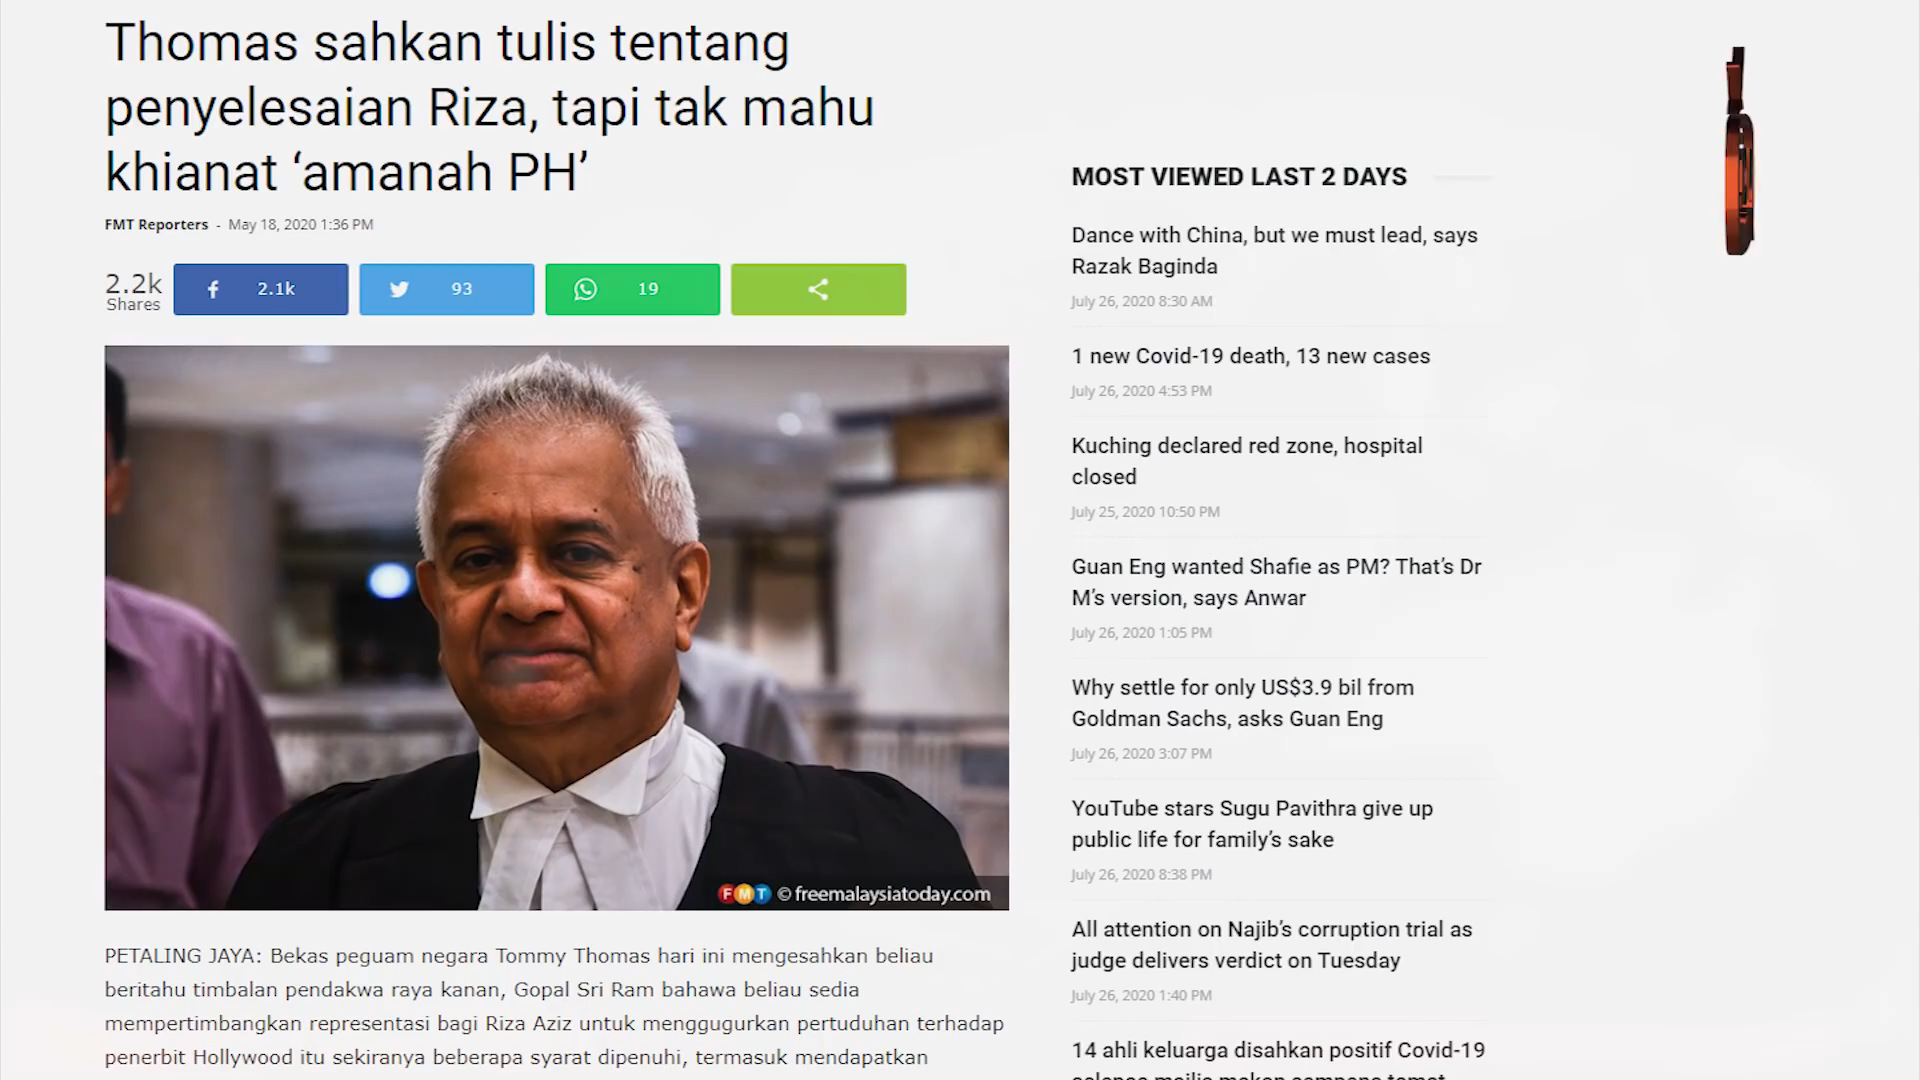 Thomas sahkan tulis tentang
penyelesaian Riza, tapi tak mahu
khianat ‘amanah PH’
FMT Reporters - May 18, 2020 1:36 PM
2.2k
Shares
2.1k
93
19
FMT © freemalaysiatoday.com
PETALING JAYA: Bekas peguam negara Tommy Thomas hari ini mengesahkan beliau
beritahu timbalan pendakwa raya kanan, Gopal Sri Ram bahawa beliau sedia
mempertimbangkan representasi bagi Riza Aziz untuk menggugurkan pertuduhan terhadap
penerbit Hollywood itu sekiranya beberapa syarat dipenuhi, termasuk mendapatkan
MOST VIEWED LAST 2 DAYS
Dance with China, but we must lead, says
Razak Baginda
July 26, 2020 8:30 AM
1 new Covid-19 death, 13 new cases
July 26, 2020 4:53 PM
Kuching declared red zone, hospital
closed
July 25, 2020 10:50 PM
Guan Eng wanted Shafie as PM? That’s Dr
M’s version, says Anwar
July 26, 2020 1:05 PM
Why settle for only US$3.9 bil from
Goldman Sachs, asks Guan Eng
July 26, 2020 3:07 PM
YouTube stars Sugu Pavithra give up
public life for family’s sake
July 26, 2020 8:38 PM
All attention on Najib’s corruption trial as
judge delivers verdict on Tuesday
July 26, 2020 1:40 PM
14 ahli keluarga disahkan positif Covid-19